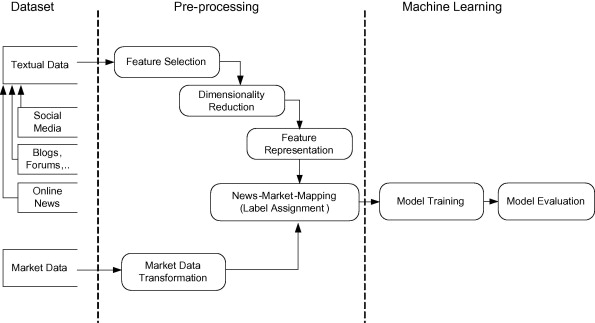 Dataset
Pre-processing
Machine Learning
Textual Data
Feature Selection
Dimensionality
Reduction
Social
Media
Feature
Representation
Blogs,
Forums,..
Online
News
News-Market-Mapping
(Label Assignment)
Model Training
Model Evaluation
Market Data
Market Data
Transformation